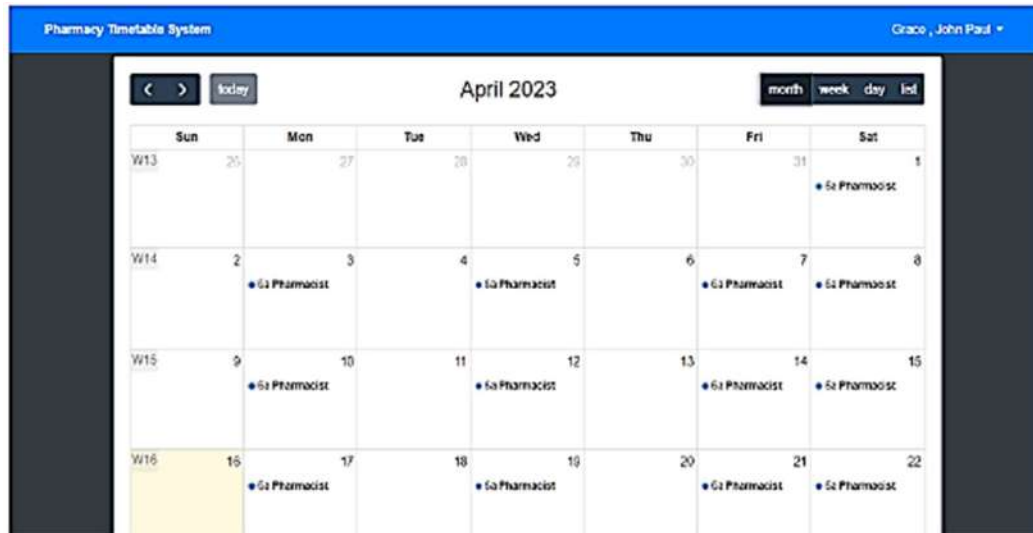 Pharmacy Timetable System
Grace , John Paul
today
April 2023
month week day list
Sun Mon Tue Wed Thu Fri Sat
W13 26 27 28 29 30 31 1
6a Pharmacist
W14 2 3 4 5 6 7 8
6a Pharmacist 6a Pharmacist 6a Pharmacist 6a Pharmacist
W15 9 10 11 12 13 14 15
6a Pharmacist 6a Pharmacist 6a Pharmacist 6a Pharmacist
W16 16 17 18 19 20 21 22
6a Pharmacist 6a Pharmacist 6a Pharmacist 6a Pharmacist